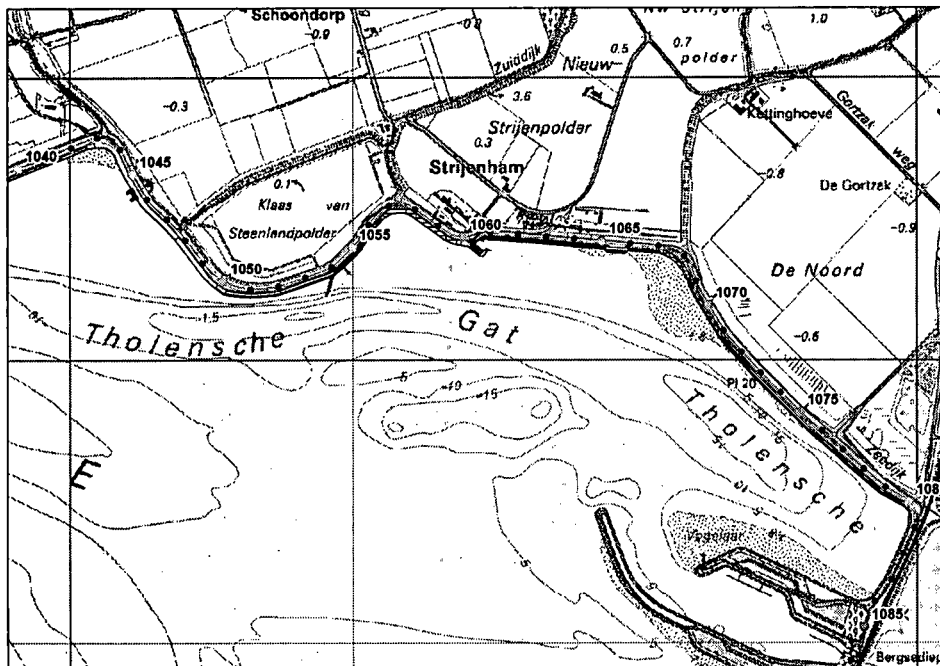 Schoondorp
-0.9
0.5
Nieuw-
0.7
polder
1.0
Zuiddijk
-0.3
3.6
Strijenpolder
0.3
Kettinghoeve
Gortzak
weg
1040
1045
Strijenham
0.1
Klaas van
Steenlandpolder
-0.8
De Gortzak
-0.9
1050
1055
1060
1065
De Noord
1070
-0.6
-1.5
Tholensche
Gat
-5
-10
-15
Pl 20
1075
Tholensche
Zeedijk
10
5
1085